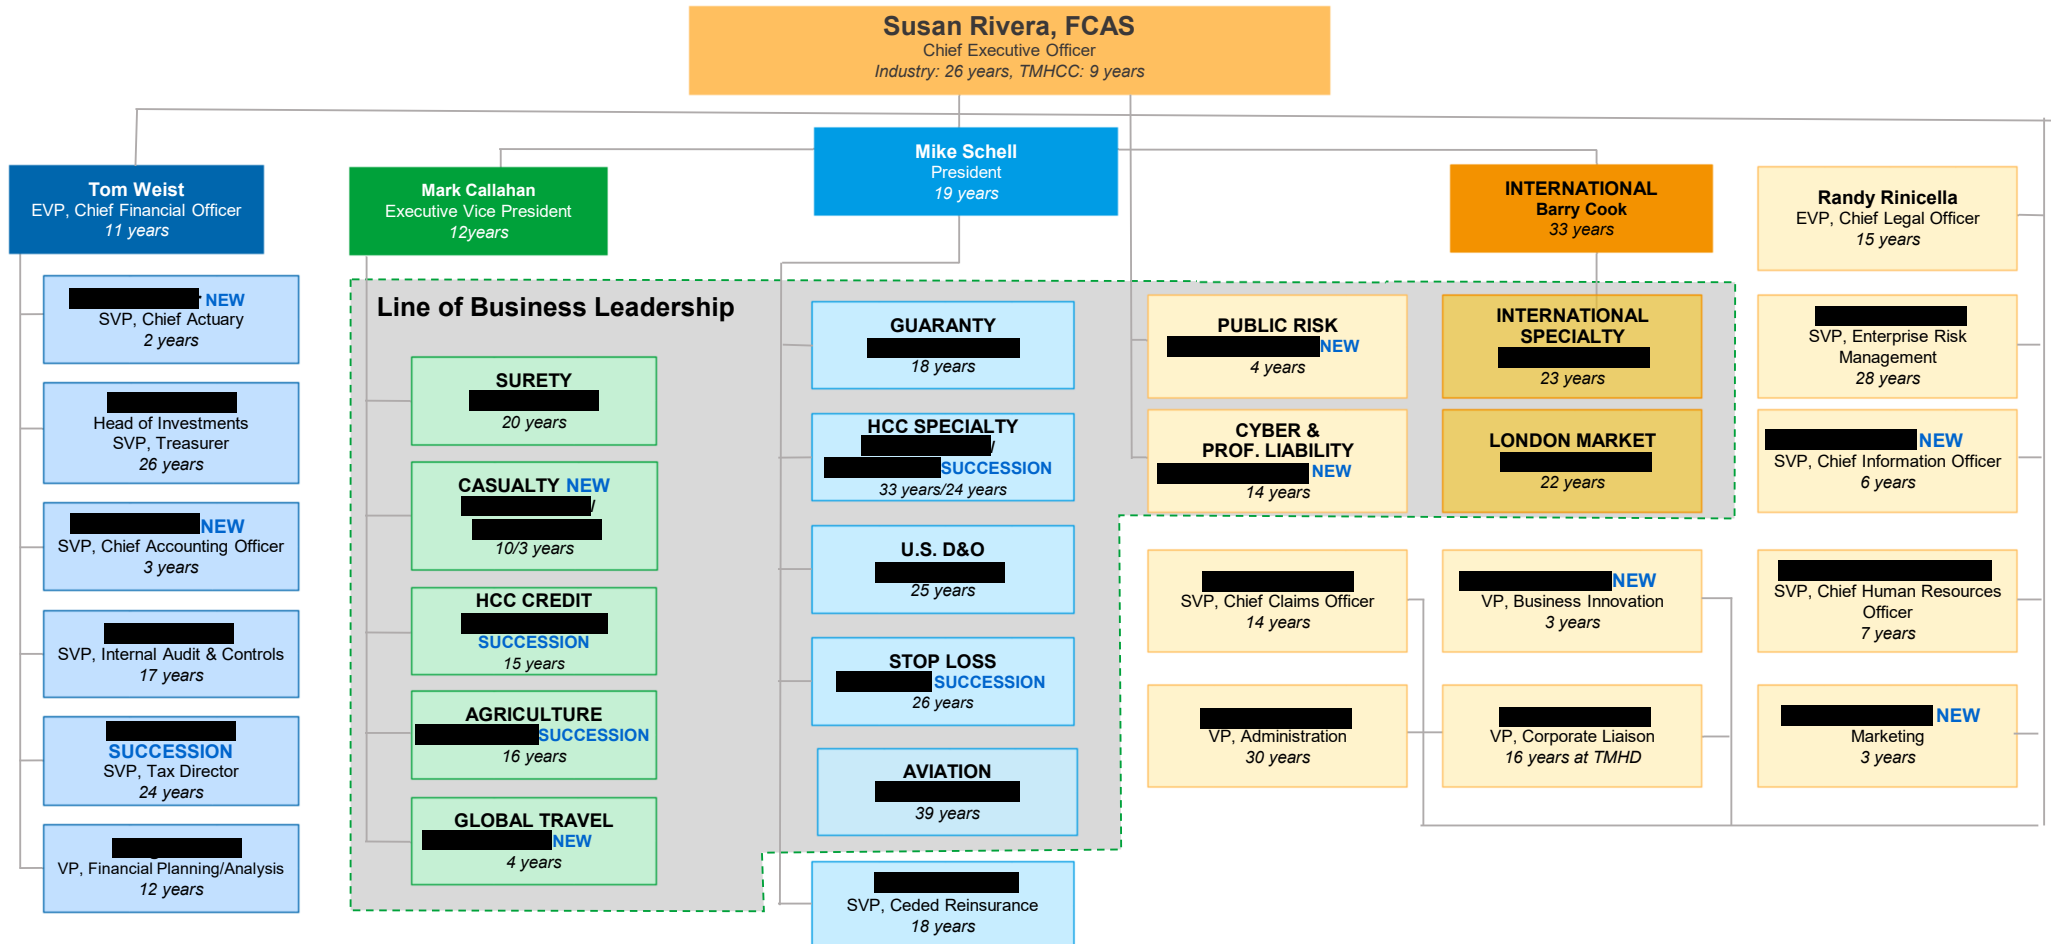 Susan Rivera, FCAS
Chief Executive Officer
Industry: 26 years, TMHCC: 9 years
Mike Schell
President
19 years
Tom Weist
EVP, Chief Financial Officer
11 years
Mark Callahan
Executive Vice President
12years
INTERNATIONAL
Barry Cook
33 years
Randy Rinicella
EVP, Chief Legal Officer
15 years
NEW
SVP, Chief Actuary
2 years
Head of Investments
SVP, Treasurer
26 years
NEW
SVP, Chief Accounting Officer
3 years
SVP, Internal Audit & Controls
17 years
SUCCESSION
SVP, Tax Director
24 years
VP, Financial Planning/Analysis
12 years
Line of Business Leadership
SURETY
20 years
CASUALTY NEW
/
10/3 years
HCC CREDIT
SUCCESSION
15 years
AGRICULTURE
SUCCESSION
16 years
GLOBAL TRAVEL
NEW
4 years
GUARANTY
18 years
HCC SPECIALTY
/
SUCCESSION
33 years/24 years
U.S. D&O
25 years
STOP LOSS
SUCCESSION
26 years
AVIATION
39 years
SVP, Ceded Reinsurance
18 years
PUBLIC RISK
NEW
4 years
CYBER &
PROF. LIABILITY
NEW
14 years
INTERNATIONAL
SPECIALTY
23 years
LONDON MARKET
22 years
SVP, Chief Claims Officer
14 years
VP, Administration
30 years
NEW
VP, Business Innovation
3 years
VP, Corporate Liaison
16 years at TMHD
SVP, Enterprise Risk
Management
28 years
NEW
SVP, Chief Information Officer
6 years
SVP, Chief Human Resources
Officer
7 years
NEW
Marketing
3 years